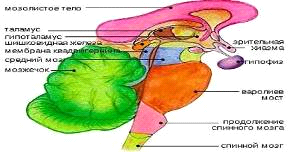 мозолистое тело
таламус
гипоталамус
шишковидная железа
мембрана квадригемина
средний мозг
мозжечок
зрительная
хиазма
гипофиз
варолиев
мост
продолжение
спинного мозга
спинной мозг